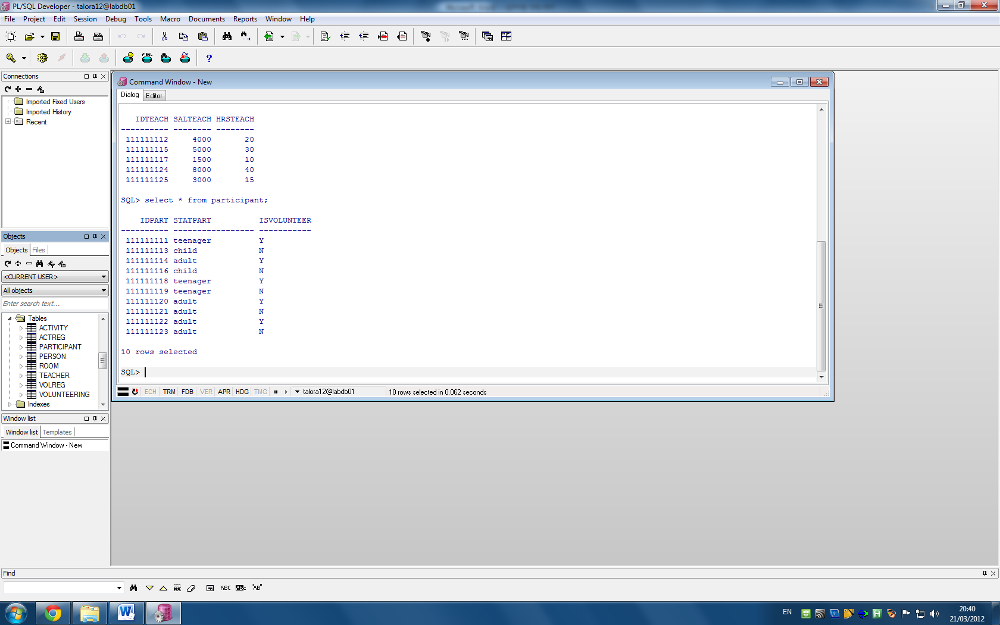 PL/SQL Developer - talora12@labdb01
File Project Edit Session Debug Tools Macro Documents Reports Window Help
Connections
Imported Fixed Users
Imported History
Recent
Objects
Objects Files
<CURRENT USER>
All objects
Enter search text...
Tables
ACTIVITY
ACTREG
PARTICIPANT
PERSON
ROOM
TEACHER
VOLREG
VOLUNTEERING
Indexes
Window list
Window list Templates
Command Window - New
Command Window - New
Dialog Editor
IDTEACH SALTEACH HRSTEACH
---------- -------- --------
111111112 4000 20
111111115 5000 30
111111117 1500 10
111111124 8000 40
111111125 3000 15
SQL> select * from participant;
IDPART STATPART ISVOLUNTEER
---------- ----------------- -----------
111111111 teenager Y
111111113 child N
111111114 adult Y
111111116 child N
111111118 teenager Y
111111119 teenager N
111111120 adult Y
111111121 adult N
111111122 adult Y
111111123 adult N
10 rows selected
SQL>
ECH TRM FDB VER APR HDG TMG talora12@labdb01 10 rows selected in 0.062 seconds
Find
ABC "AB"
EN
20:40
21/03/2012